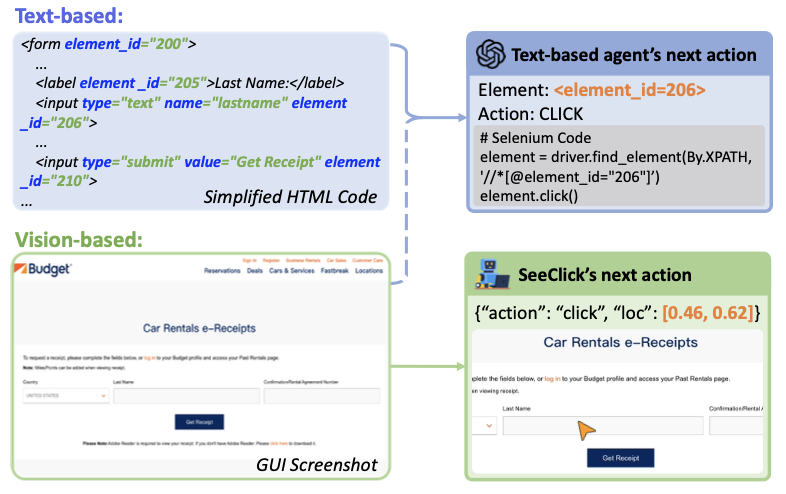 Text-based:
<form element_id="200">
...
<label element _id="205">Last Name:</label>
<input type="text" name="lastname" element
_id="206">
...
<input type="submit" value="Get Receipt" element
_id="210">
...
Simplified HTML Code
Text-based agent's next action
Element: <element_id=206>
Action: CLICK
# Selenium Code
element = driver.find_element(By.XPATH,
'//*[@element_id="206"]')
element.click()
Vision-based:
Budget
Sign In Register Business Rentals Car Sales Customer Care
Reservations Deals Cars & Services Fastbreak Locations
Car Rentals e-Receipts
To request a receipt, please complete the fields below, or log in to your Budget profile and access your Past Rentals page.
Note: Miles/Points can be added when viewing receipt.
Country Last Name Confirmation/Rental Agreement Number
UNITED STATES
Get Receipt
Please Note: Adobe Reader is required to view your receipt. If you don't have Adobe Reader, Please click here to download it.
GUI Screenshot
SeeClick's next action
{"action": "click", "loc": [0.46, 0.62]}
Car Rentals e-Receipts
plete the fields below, or log in to your Budget profile and access your Past Rentals page.
en viewing receipt.
Last Name Confirmation/Rental A
Get Receipt